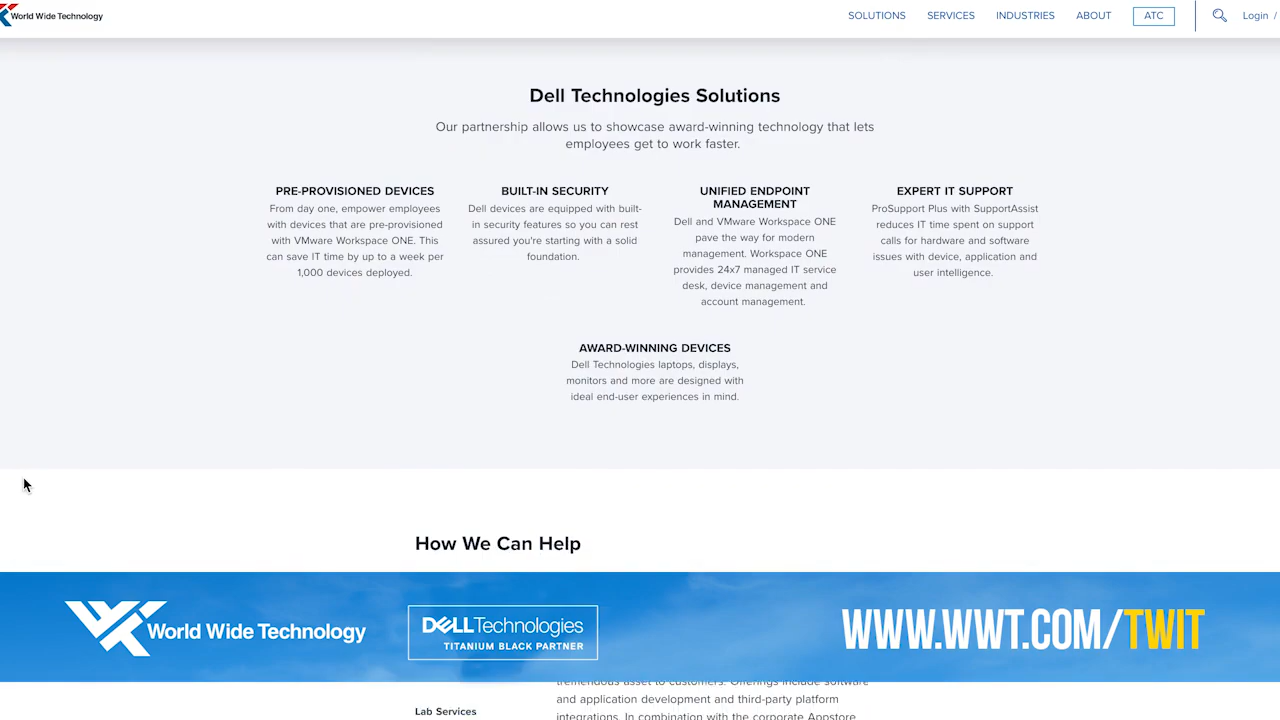 World Wide Technology
SOLUTIONS SERVICES INDUSTRIES ABOUT ATC Login /
Dell Technologies Solutions
Our partnership allows us to showcase award-winning technology that lets
employees get to work faster.
PRE-PROVISIONED DEVICES
From day one, empower employees
with devices that are pre-provisioned
with VMware Workspace ONE. This
can save IT time by up to a week per
1,000 devices deployed.
BUILT-IN SECURITY
Dell devices are equipped with built-
in security features so you can rest
assured you're starting with a solid
foundation.
UNIFIED ENDPOINT
MANAGEMENT
Dell and VMware Workspace ONE
pave the way for modern
management. Workspace ONE
provides 24x7 managed IT service
desk, device management and
account management.
EXPERT IT SUPPORT
ProSupport Plus with SupportAssist
reduces IT time spent on support
calls for hardware and software
issues with device, application and
user intelligence.
AWARD-WINNING DEVICES
Dell Technologies laptops, displays,
monitors and more are designed with
ideal end-user experiences in mind.
How We Can Help
World Wide Technology
DELLTechnologies
TITANIUM BLACK PARTNER
WWW.WWT.COM/TWIT
tremendous asset to customers. Offerings include software
and application development and third-party platform
Lab Services
integrations. In combination with the corporate Appstore